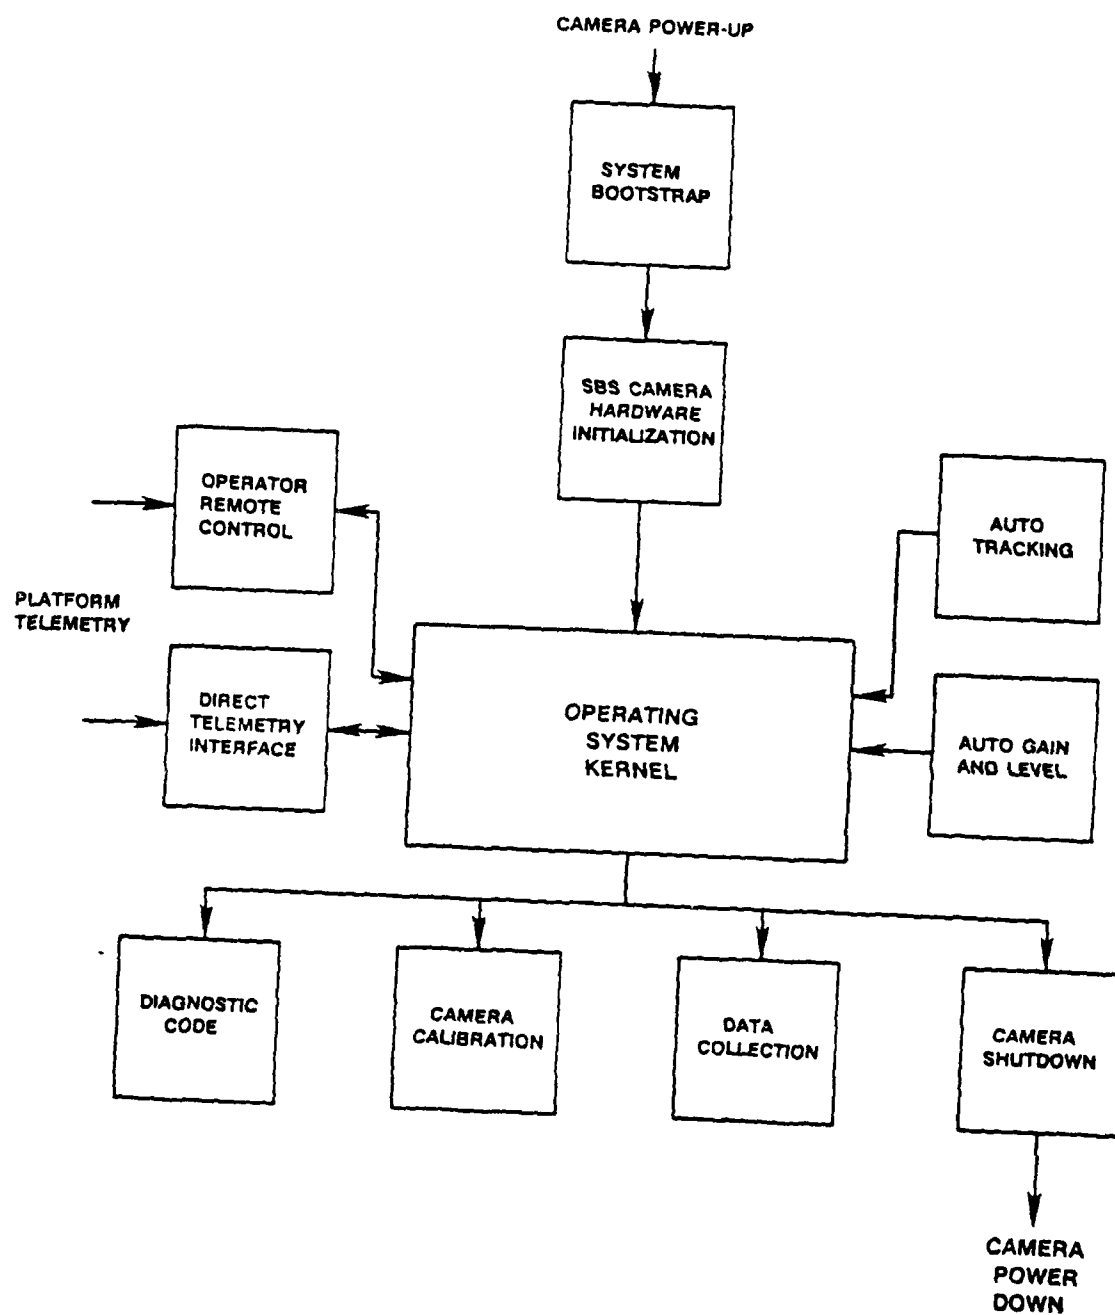 CAMERA POWER-UP
SYSTEM
BOOTSTRAP
SBS CAMERA
HARDWARE
INITIALIZATION
OPERATOR
REMOTE
CONTROL
AUTO
TRACKING
PLATFORM
TELEMETRY
DIRECT
TELEMETRY
INTERFACE
OPERATING
SYSTEM
KERNEL
AUTO GAIN
AND LEVEL
DIAGNOSTIC
CODE
CAMERA
CALIBRATION
DATA
COLLECTION
CAMERA
SHUTDOWN
CAMERA
POWER
DOWN